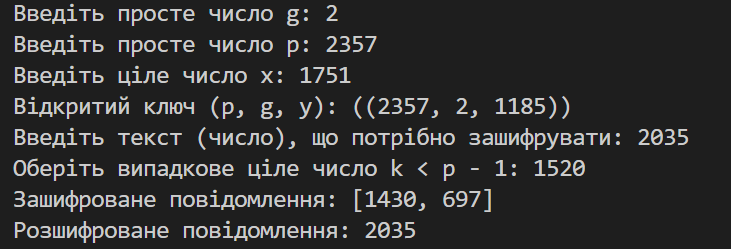 Введіть просте число g: 2
Введіть просте число p: 2357
Введіть ціле число x: 1751
Відкритий ключ (p, g, y): ((2357, 2, 1185))
Введіть текст (число), що потрібно зашифрувати: 2035
Оберіть випадкове ціле число k < p - 1: 1520
Зашифроване повідомлення: [1430, 697]
Розшифроване повідомлення: 2035